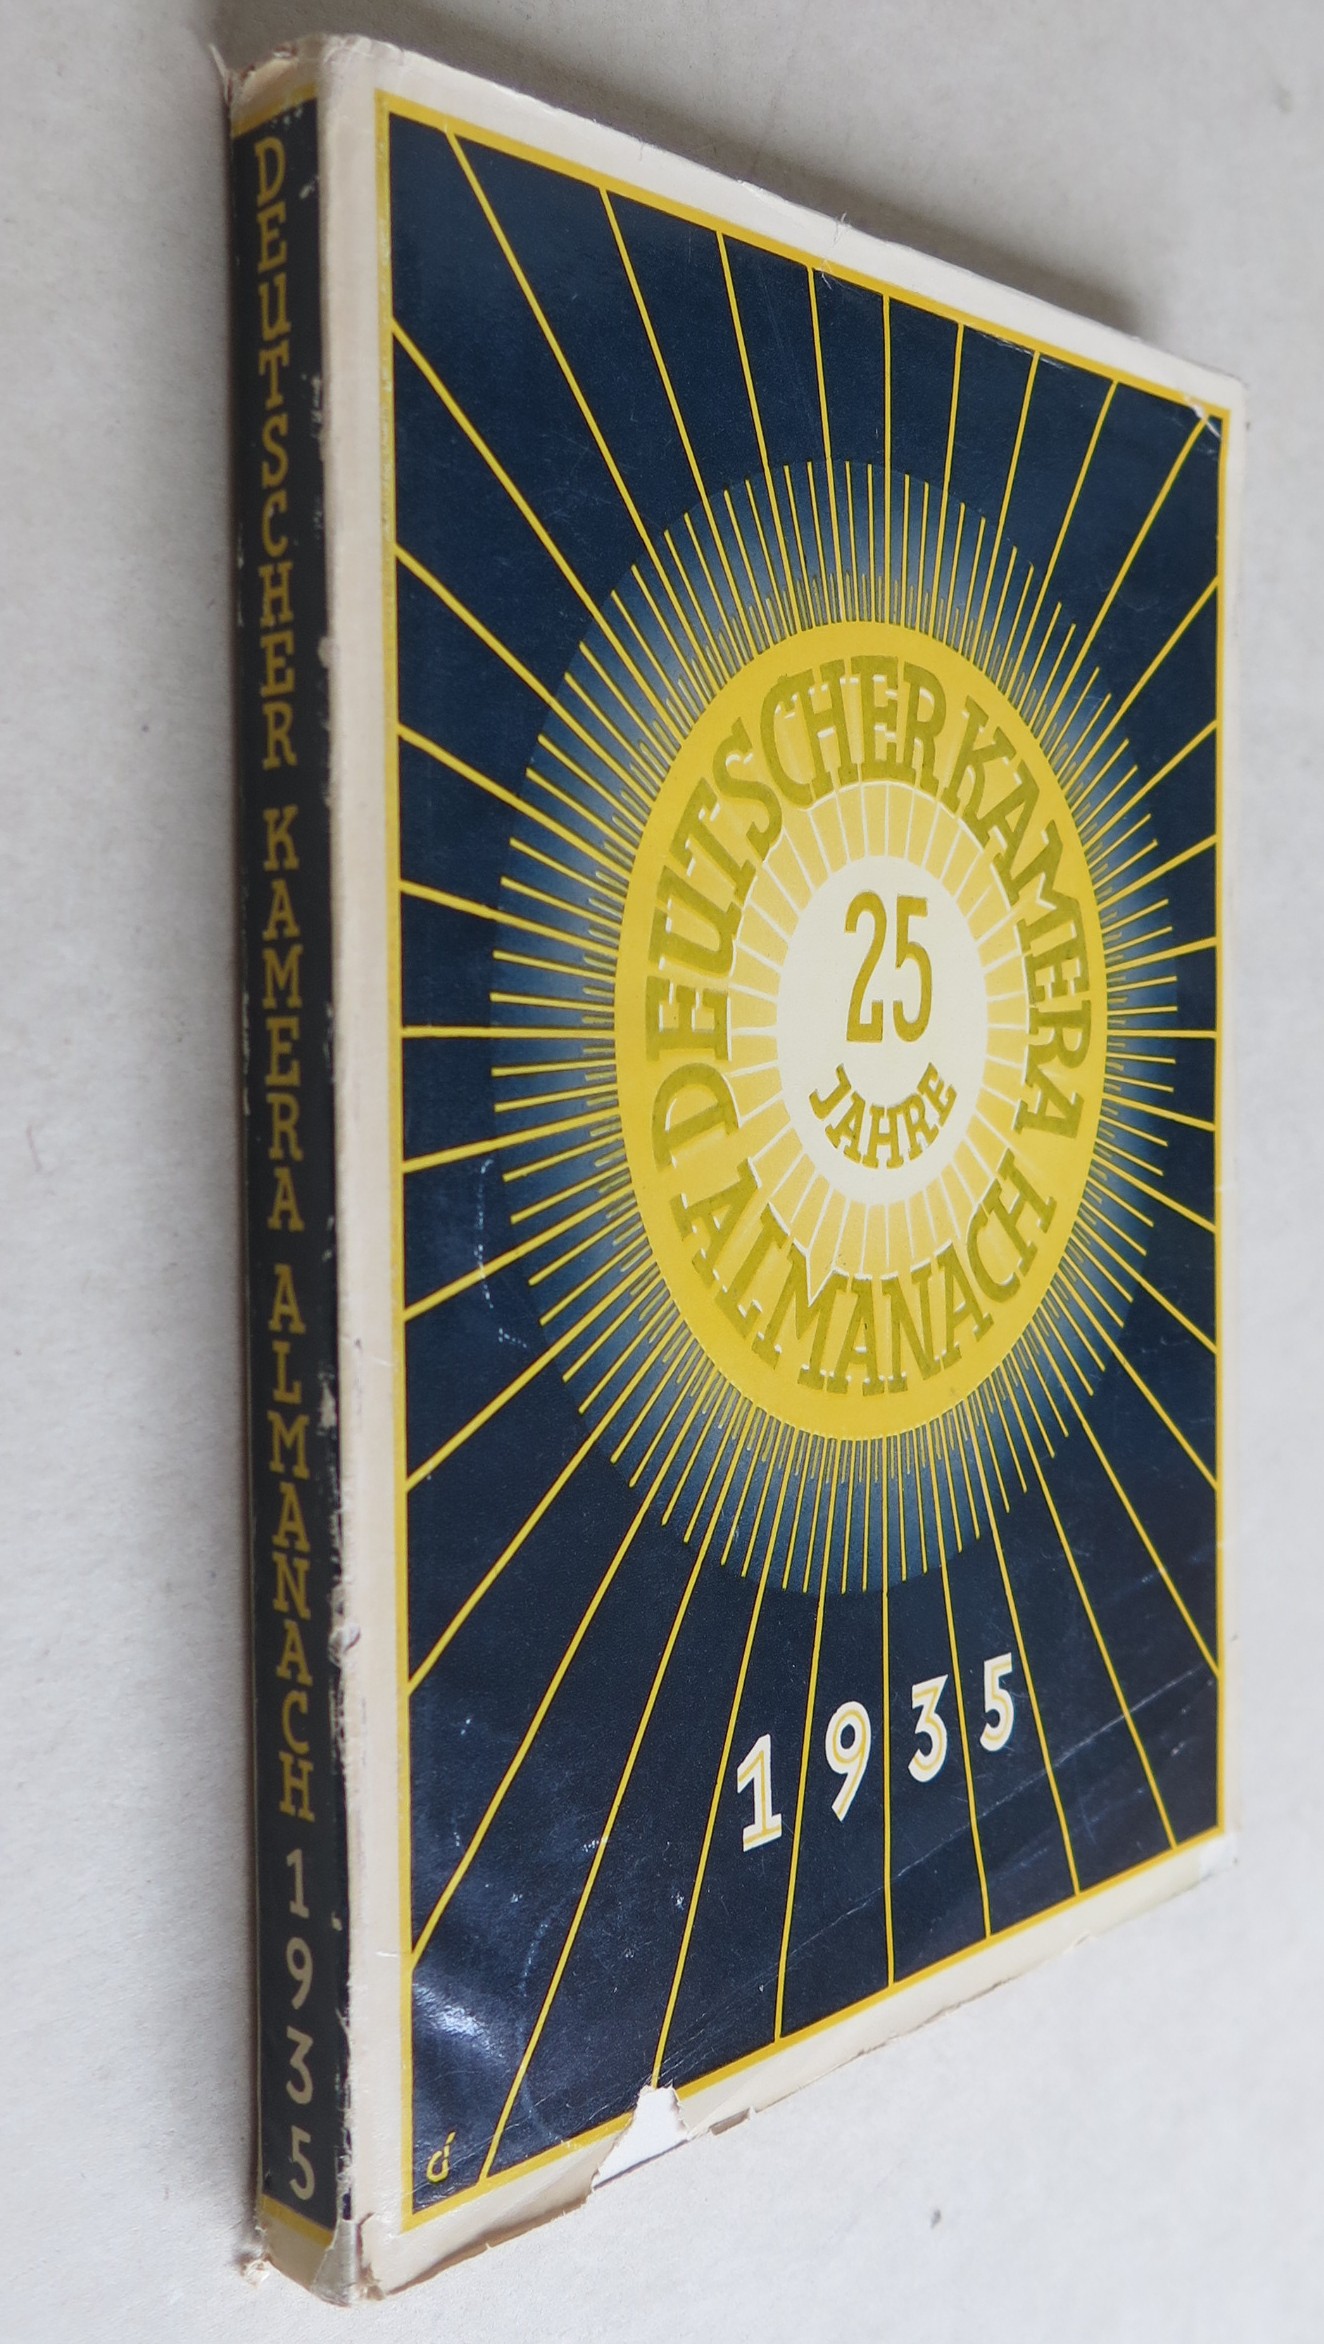 DEUTSCHER KAMERA ALMANACH 1935
DEUTSCHER KAMERA
ALMANACH
25
JAHRE
1935